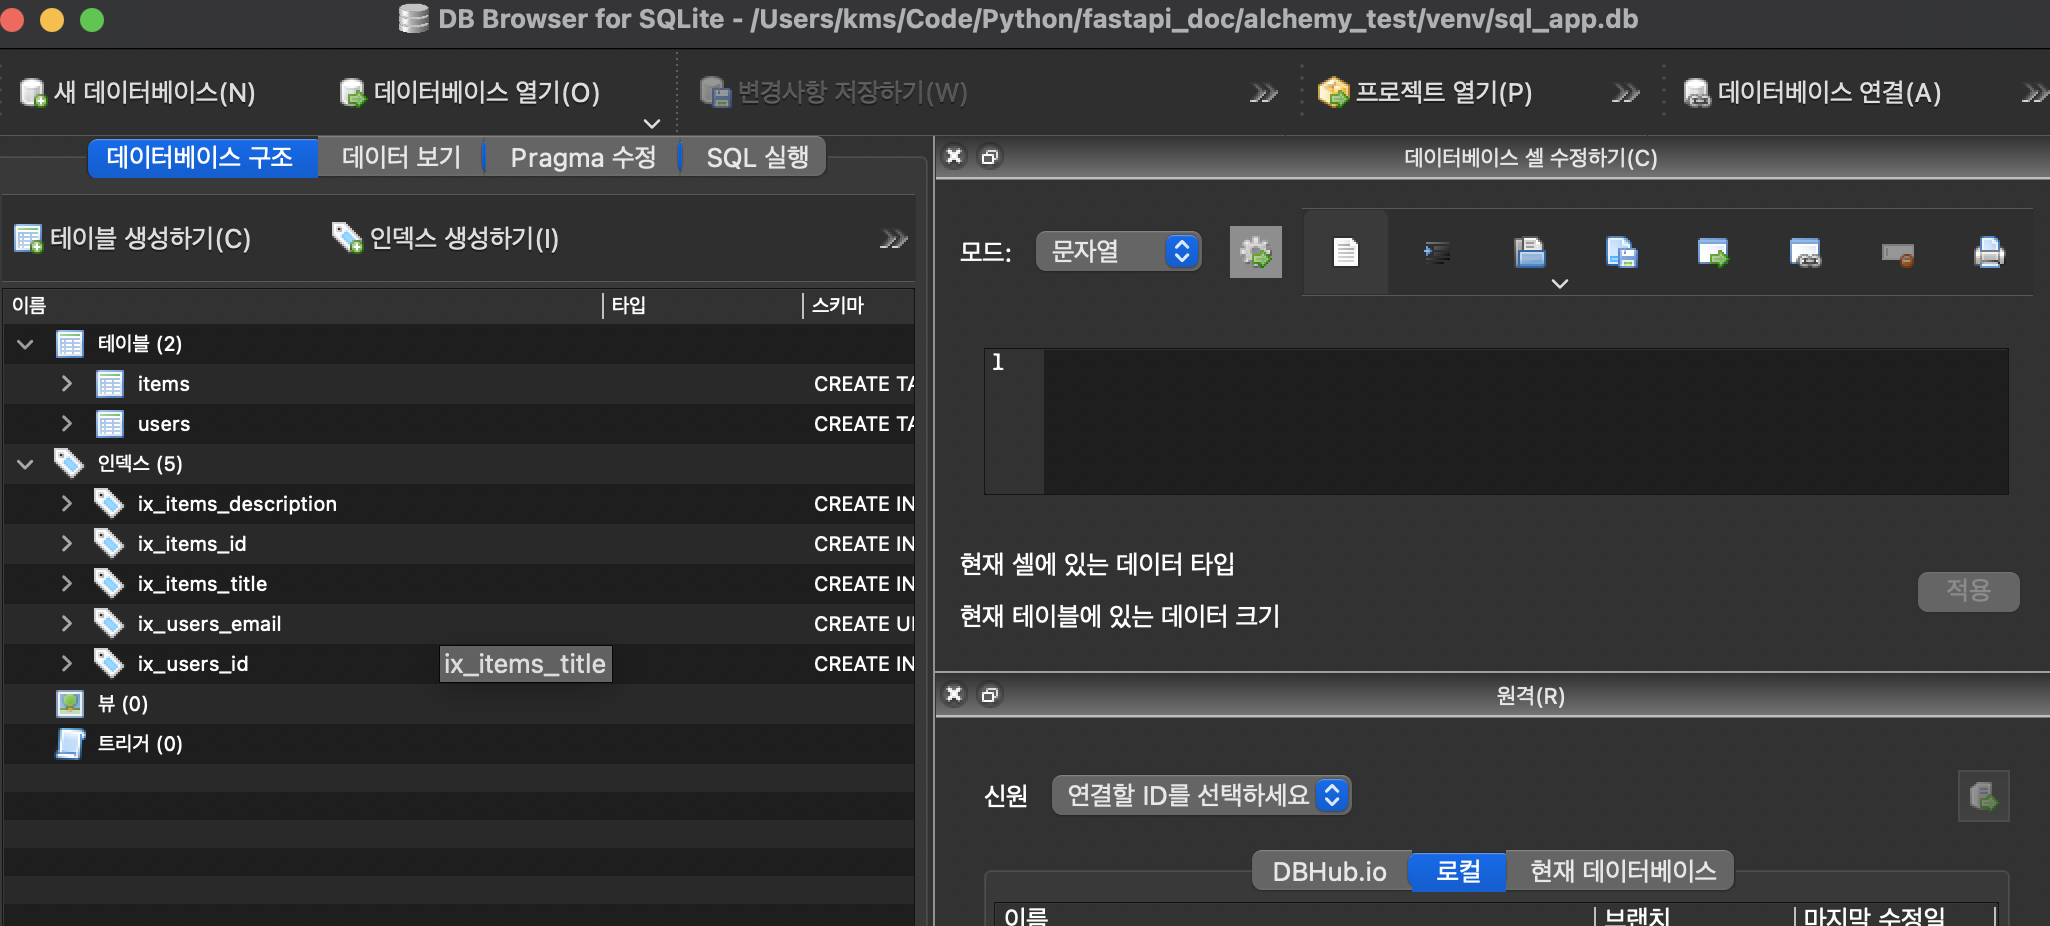 DB Browser for SQLite - /Users/kms/Code/Python/fastapi_doc/alchemy_test/venv/sql_app.db
새 데이터베이스(N) 데이터베이스 열기(O) 변경사항 저장하기(W) 프로젝트 열기(P) 데이터베이스 연결(A)
데이터베이스 구조 데이터 보기 Pragma 수정 SQL 실행
테이블 생성하기(C) 인덱스 생성하기(I)
이름 타입 스키마
테이블 (2)
items CREATE TA
users CREATE TA
인덱스 (5)
ix_items_description CREATE IN
ix_items_id CREATE IN
ix_items_title CREATE IN
ix_users_email CREATE UI
ix_users_id CREATE IN
ix_items_title
뷰 (0)
트리거 (0)
데이터베이스 셀 수정하기(C)
모드: 문자열
1
현재 셀에 있는 데이터 타입
적용
현재 테이블에 있는 데이터 크기
원격(R)
신원 연결할 ID를 선택하세요
DBHub.io 로컬 현재 데이터베이스
이름 브랜치 마지막 수정일